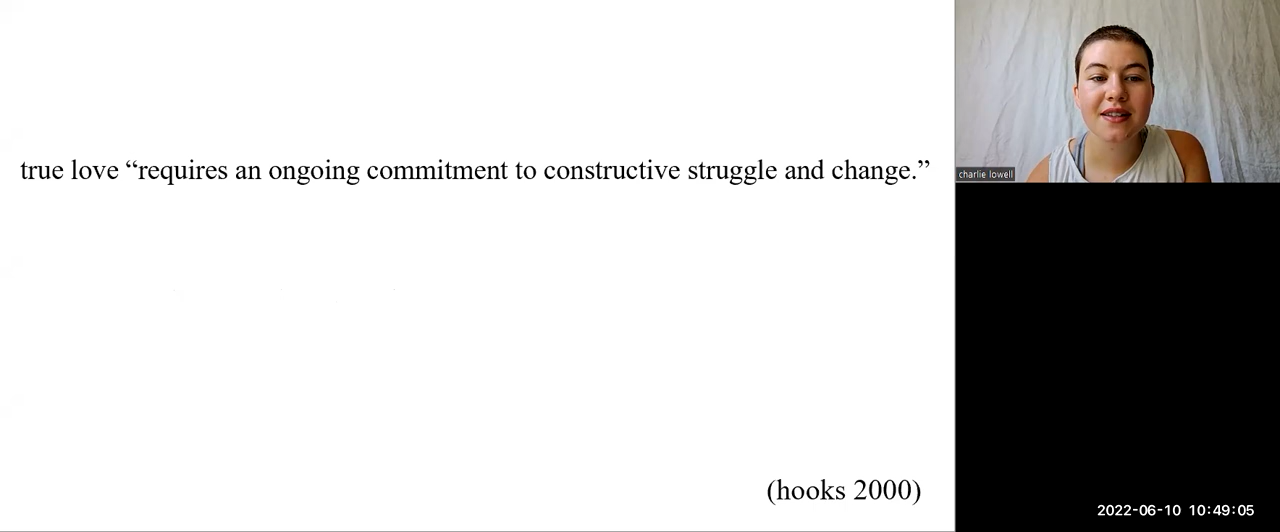 true love “requires an ongoing commitment to constructive struggle and change.”
(hooks 2000)
charlie lowell
2022-06-10 10:49:05